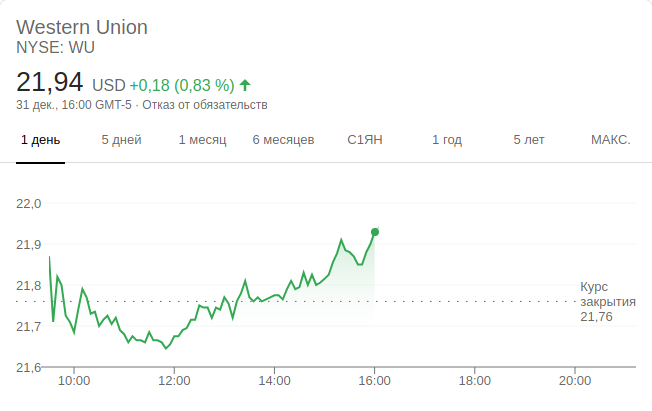 Western Union
NYSE: WU
21,94 USD +0,18 (0,83 %)
31 дек., 16:00 GMT-5 · Отказ от обязательств
1 день 5 дней 1 месяц 6 месяцев С1ЯН 1 год 5 лет МАКС.
22,0
21,9
21,8
21,7
21,6
Курс
закрытия
21,76
10:00 12:00 14:00 16:00 18:00 20:00